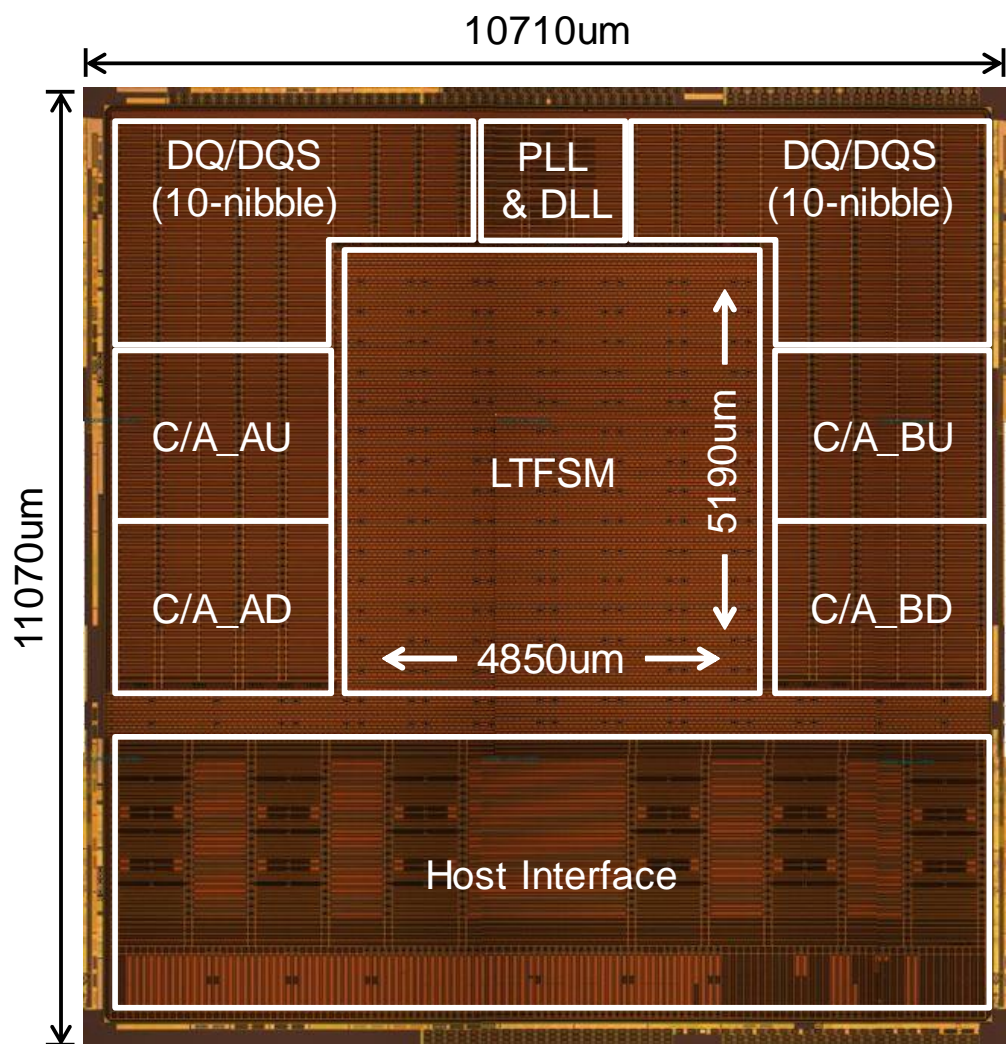 10710um
DQ/DQS
(10-nibble)
PLL
& DLL
DQ/DQS
(10-nibble)
C/A_AU
LTFSM
5190um
C/A_BU
11070um
C/A_AD
4850um
C/A_BD
Host Interface